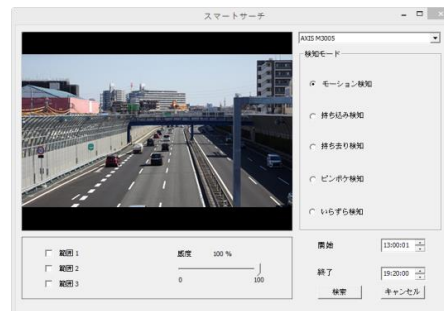 スマートサーチ
AXIS M3005
検知モード
モーション検知
持ち込み検知
持ち去り検知
ピンボケ検知
いらずら検知
範囲 1
範囲 2
範囲 3
感度 100 %
0 100
開始 13:00:01
終了 19:20:00
検索 キャンセル